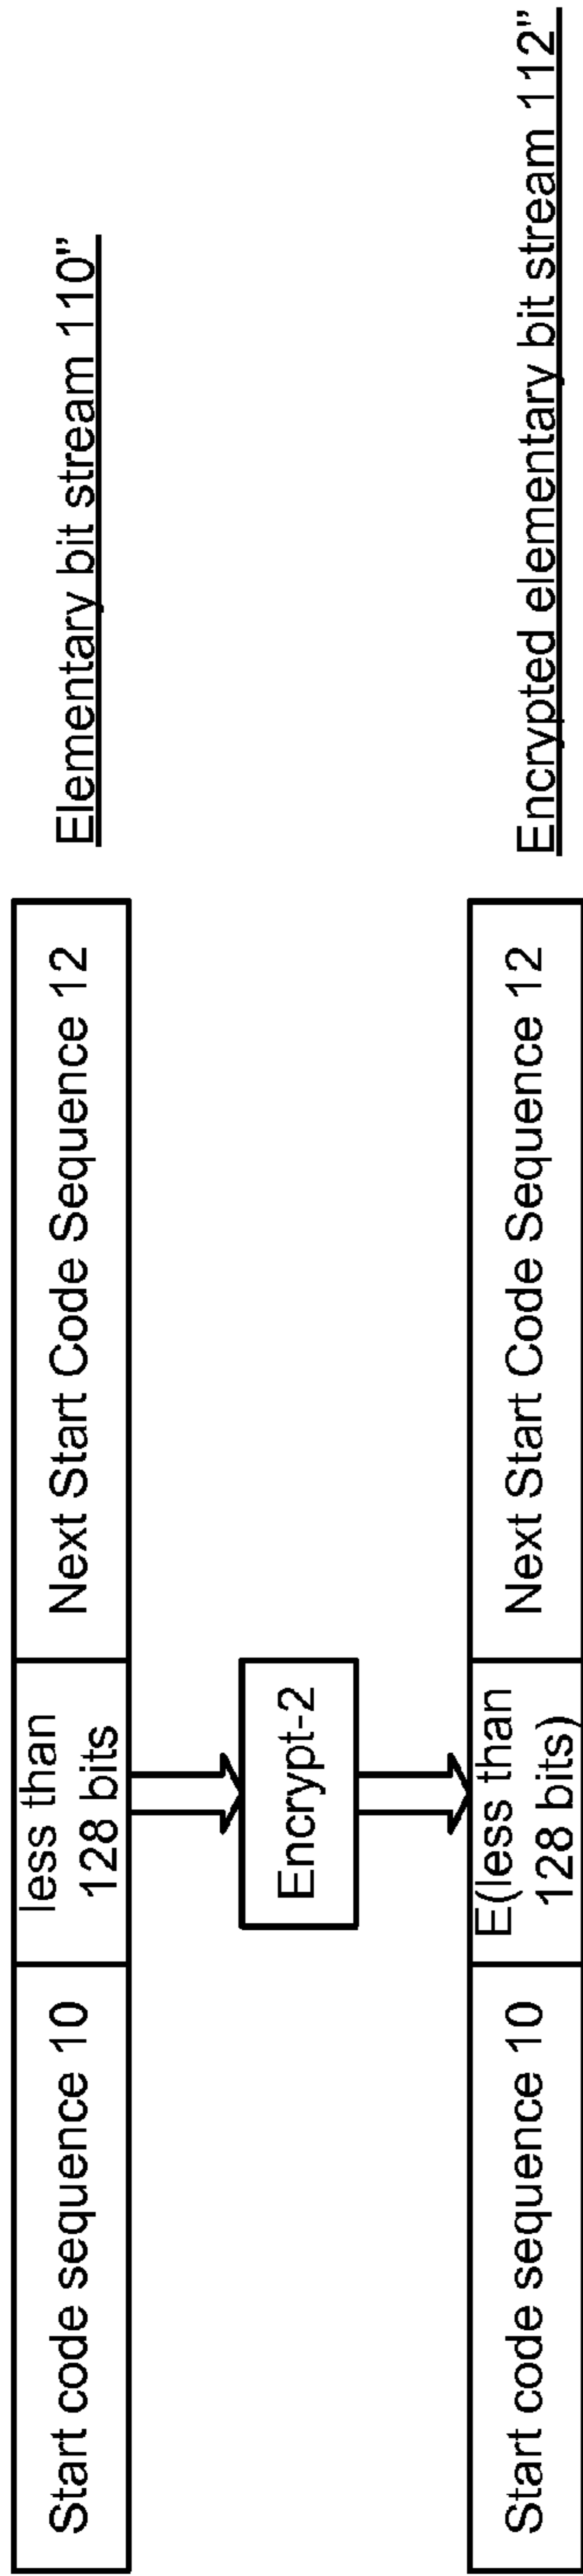 Start code sequence 10
less than
128 bits
Next Start Code Sequence 12
Elementary bit stream 110”
Encrypt-2
Start code sequence 10
E(less than
128 bits)
Next Start Code Sequence 12
Encrypted elementary bit stream 112”